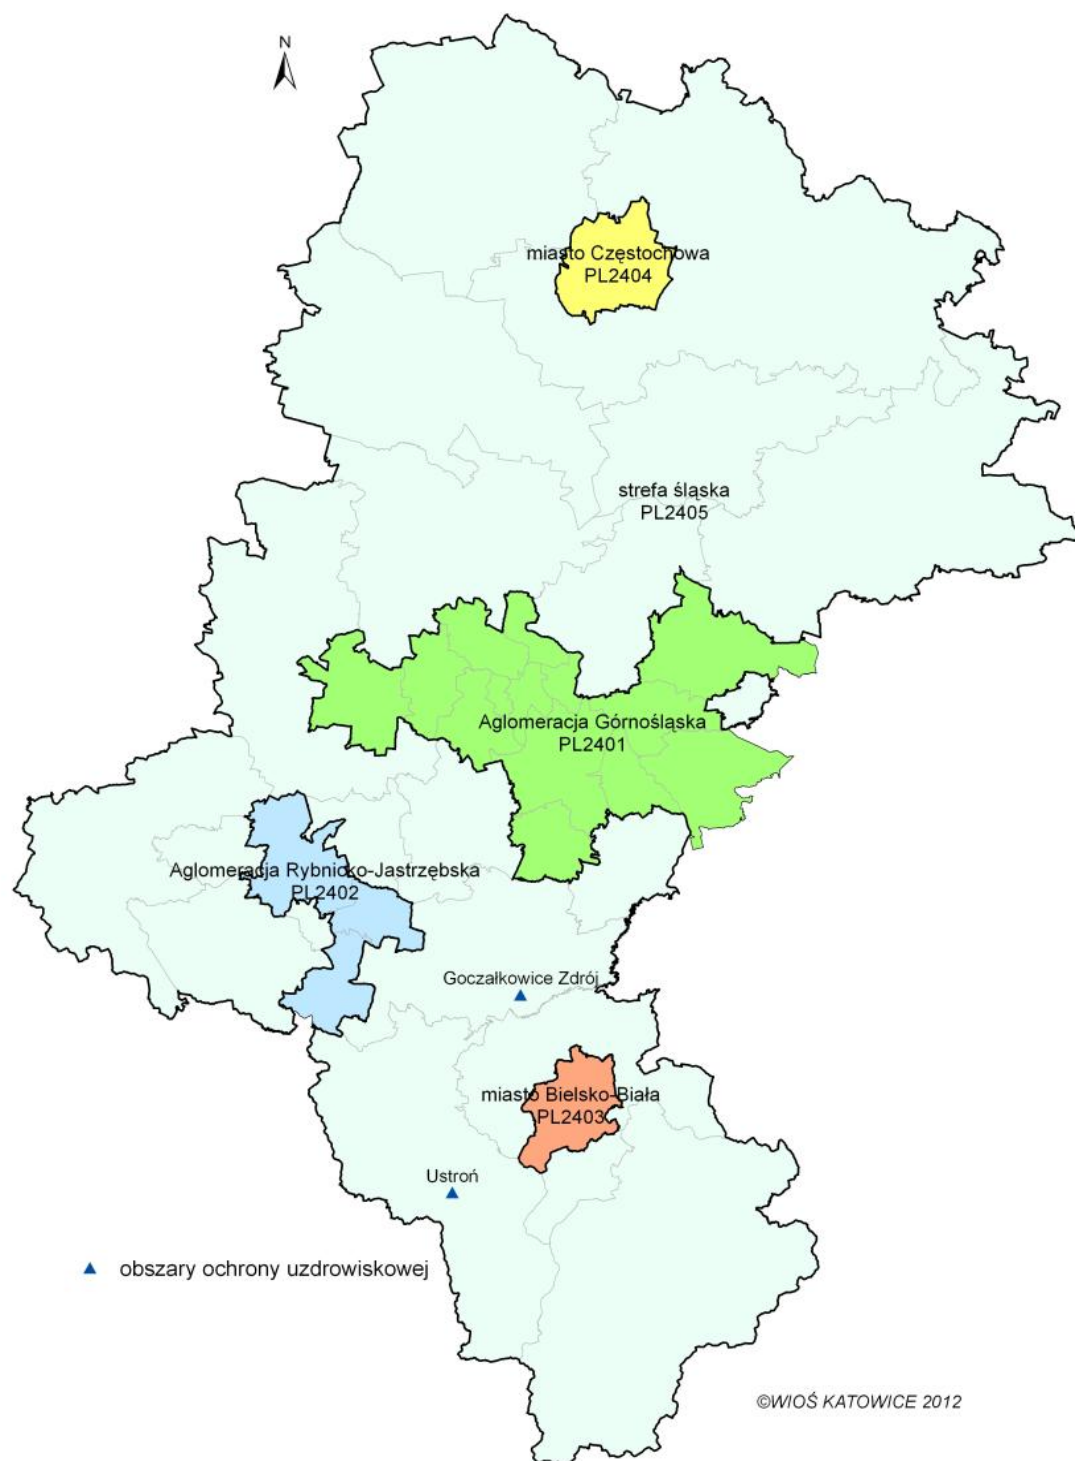 N
miasto Częstochowa
PL2404
strefa śląska
PL2405
Aglomeracja Górnośląska
PL2401
Aglomeracja Rybnicko-Jastrzębska
PL2402
Goczałkowice Zdrój
miasto Bielsko-Biała
PL2403
Ustroń
obszary ochrony uzdrowiskowej
©WIOŚ KATOWICE 2012